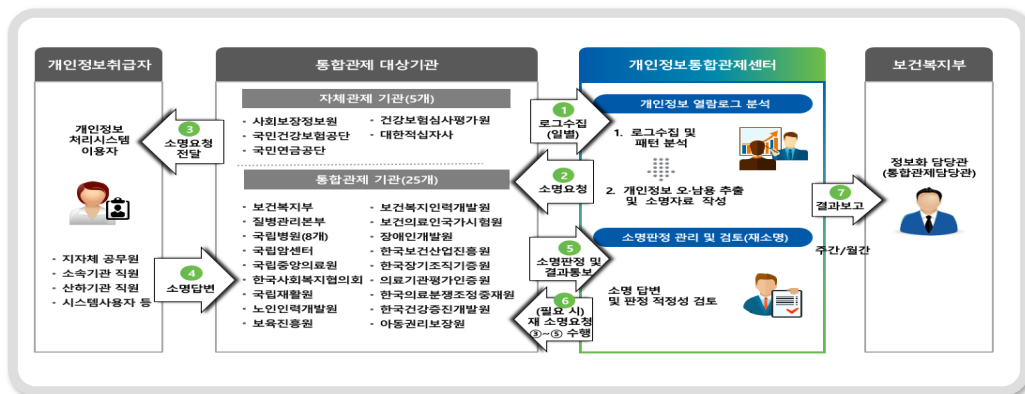 개인정보취급자
통합관제 대상기관
개인정보통합관제센터
보건복지부
개인정보
처리시스템
이용자
· 지자체 공무원
· 소속기관 직원
· 산하기관 직원
· 시스템사용자 등
3
소명요청
전달
4
소명답변
자체관제 기관(5개)
· 사회보장정보원
· 국민건강보험공단
· 국민연금공단
· 건강보험심사평가원
· 대한적십자사
통합관제 기관(25개)
· 보건복지부
· 질병관리본부
· 국립병원(8개)
· 국립암센터
· 국립중앙의료원
· 한국사회복지협의회
· 국립재활원
· 노인인력개발원
· 보육진흥원
· 보건복지인력개발원
· 보건의료인국가시험원
· 장애인개발원
· 한국보건산업진흥원
· 한국장기조직기증원
· 의료기관평가인증원
· 한국의료분쟁조정중재원
· 한국건강증진개발원
· 아동권리보장원
1
로그수집
(일별)
2
소명요청
5
소명판정 및
결과통보
6
(필요 시)
재 소명요청
③~⑤ 수행
개인정보 열람로그 분석
1. 로그수집 및
패턴 분석
2. 개인정보 오·남용 추출
및 소명자료 작성
소명판정 관리 및 검토(재소명)
소명 답변
및 판정 적정성 검토
7
결과보고
주간/월간
정보화 담당관
(통합관제담당관)